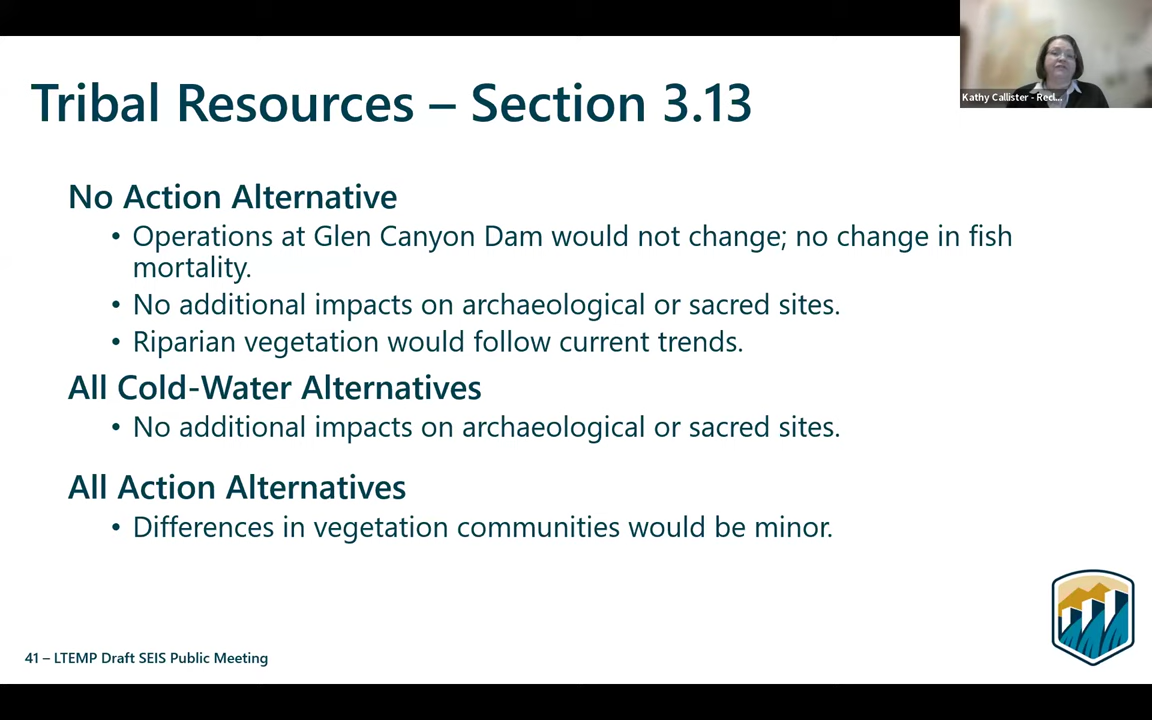 Kathy Callister - Recl...
Tribal Resources – Section 3.13
No Action Alternative
• Operations at Glen Canyon Dam would not change; no change in fish
mortality.
• No additional impacts on archaeological or sacred sites.
• Riparian vegetation would follow current trends.
All Cold-Water Alternatives
• No additional impacts on archaeological or sacred sites.
All Action Alternatives
• Differences in vegetation communities would be minor.
41 – LTEMP Draft SEIS Public Meeting